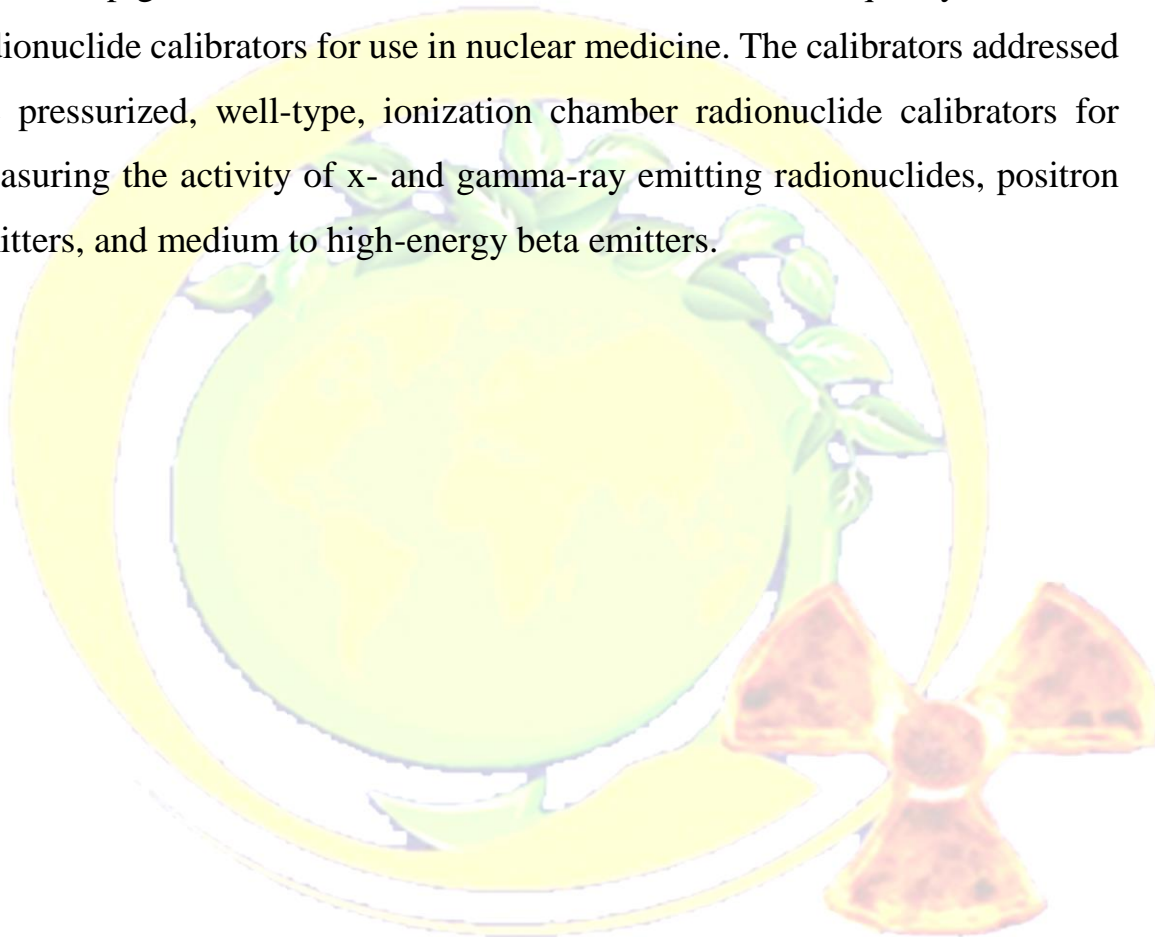 dionuclide calibrators for use in nuclear medicine. The calibrators addressed
pressurized, well-type, ionization chamber radionuclide calibrators for
asuring the activity of x- and gamma-ray emitting radionuclides, positron
itters, and medium to high-energy beta emitters.